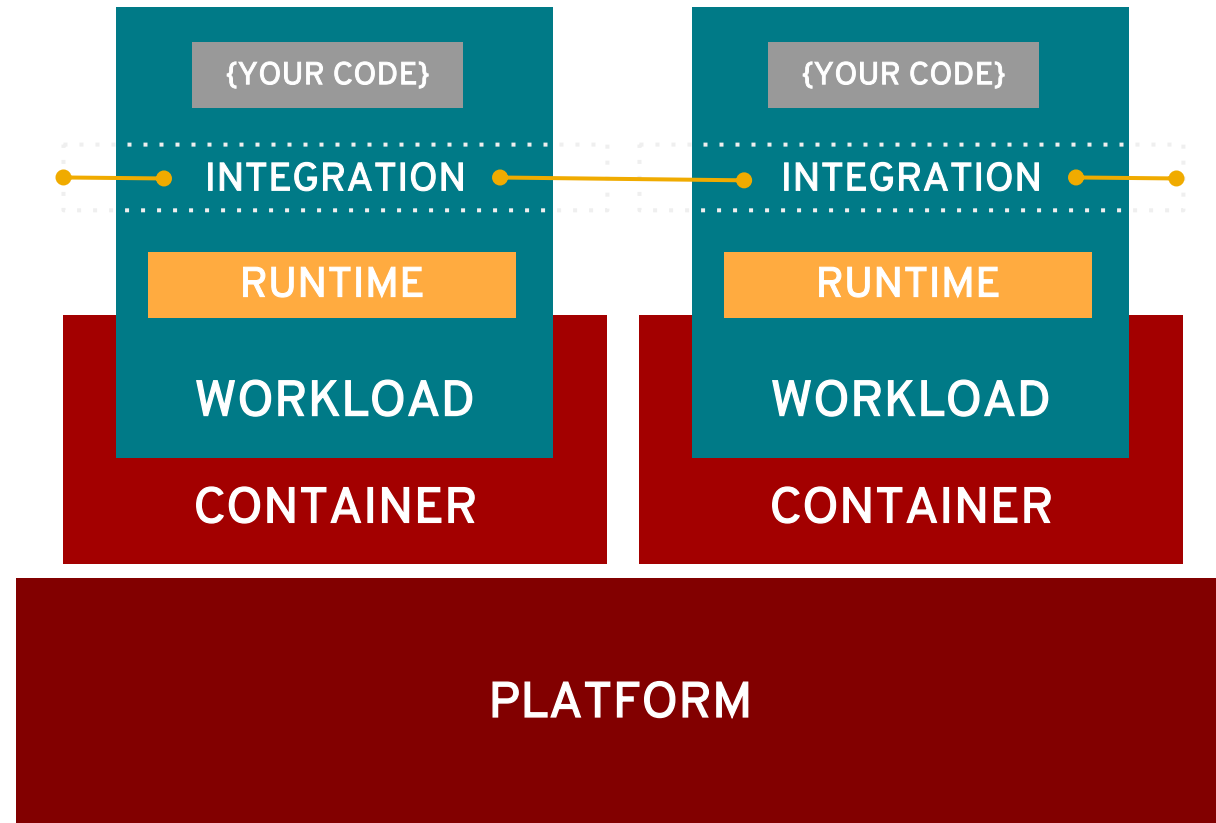 {YOUR CODE}
{YOUR CODE}
INTEGRATION
INTEGRATION
RUNTIME
RUNTIME
WORKLOAD
WORKLOAD
CONTAINER
CONTAINER
PLATFORM